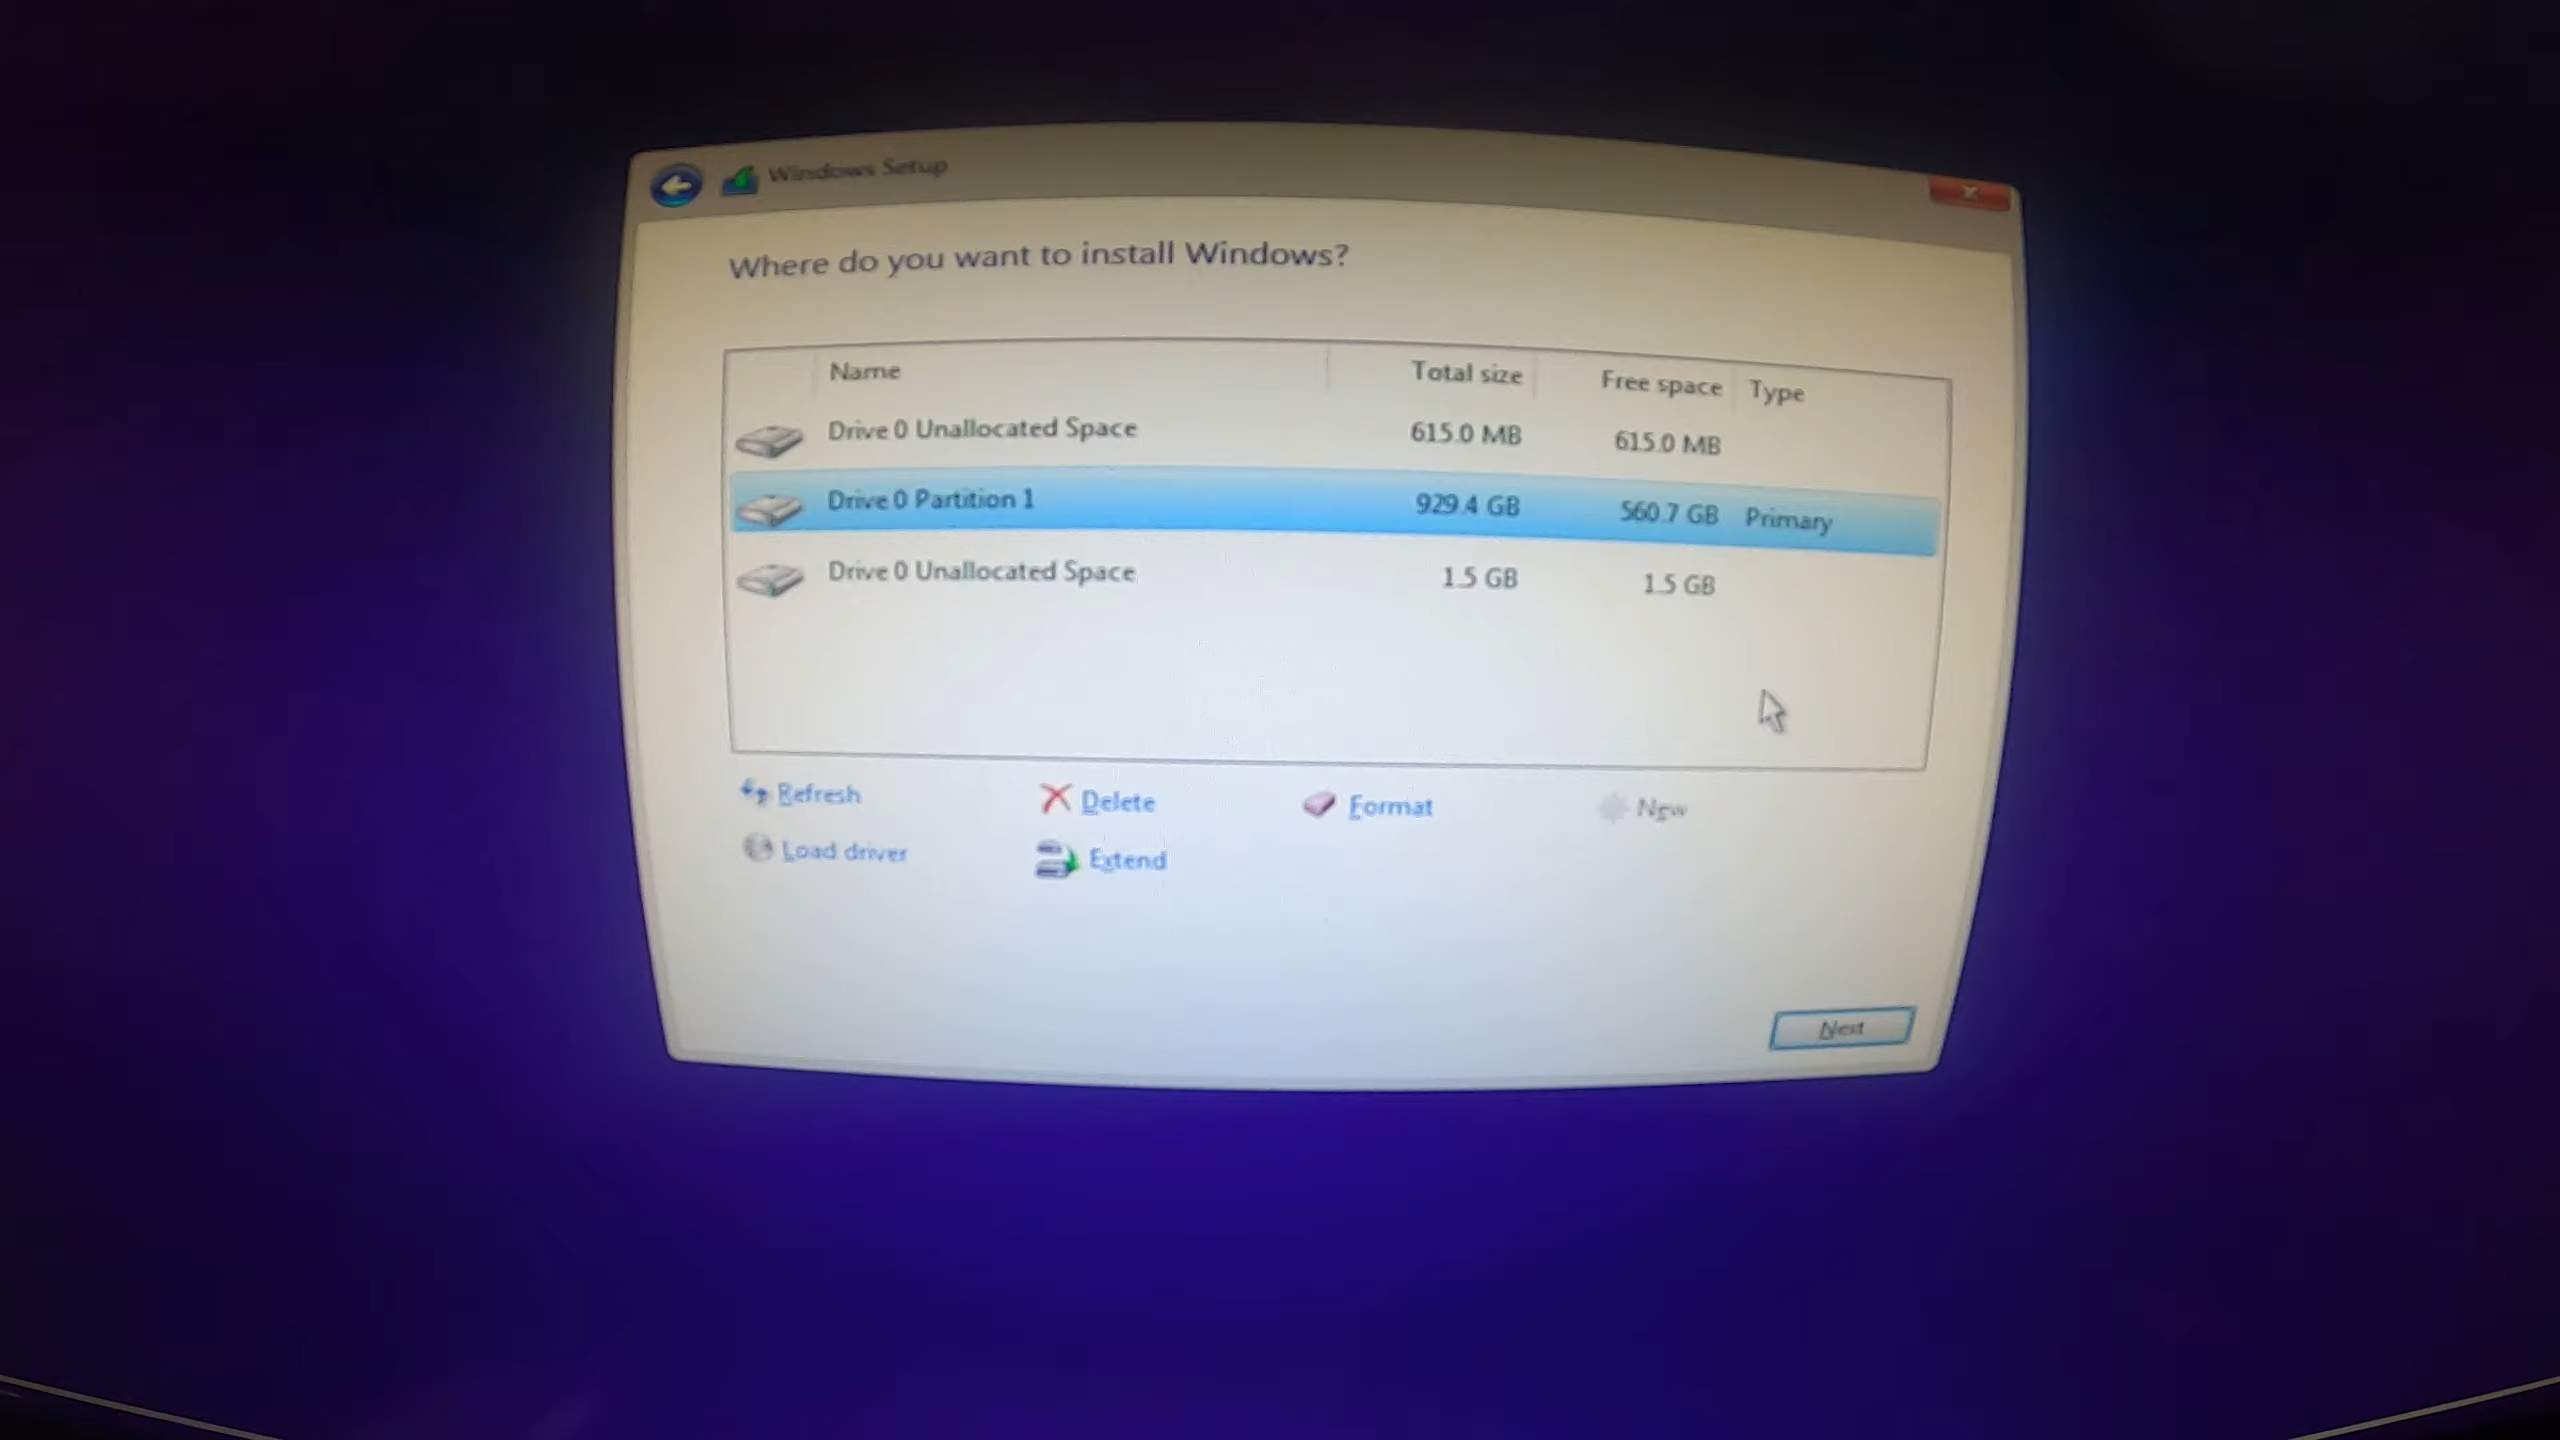 Windows Setup
Where do you want to install Windows?
Name Total size Free space Type
Drive 0 Unallocated Space 615.0 MB 615.0 MB
Drive 0 Partition 1 929.4 GB 560.7 GB Primary
Drive 0 Unallocated Space 1.5 GB 1.5 GB
Refresh Delete Format New
Load driver Extend
Next